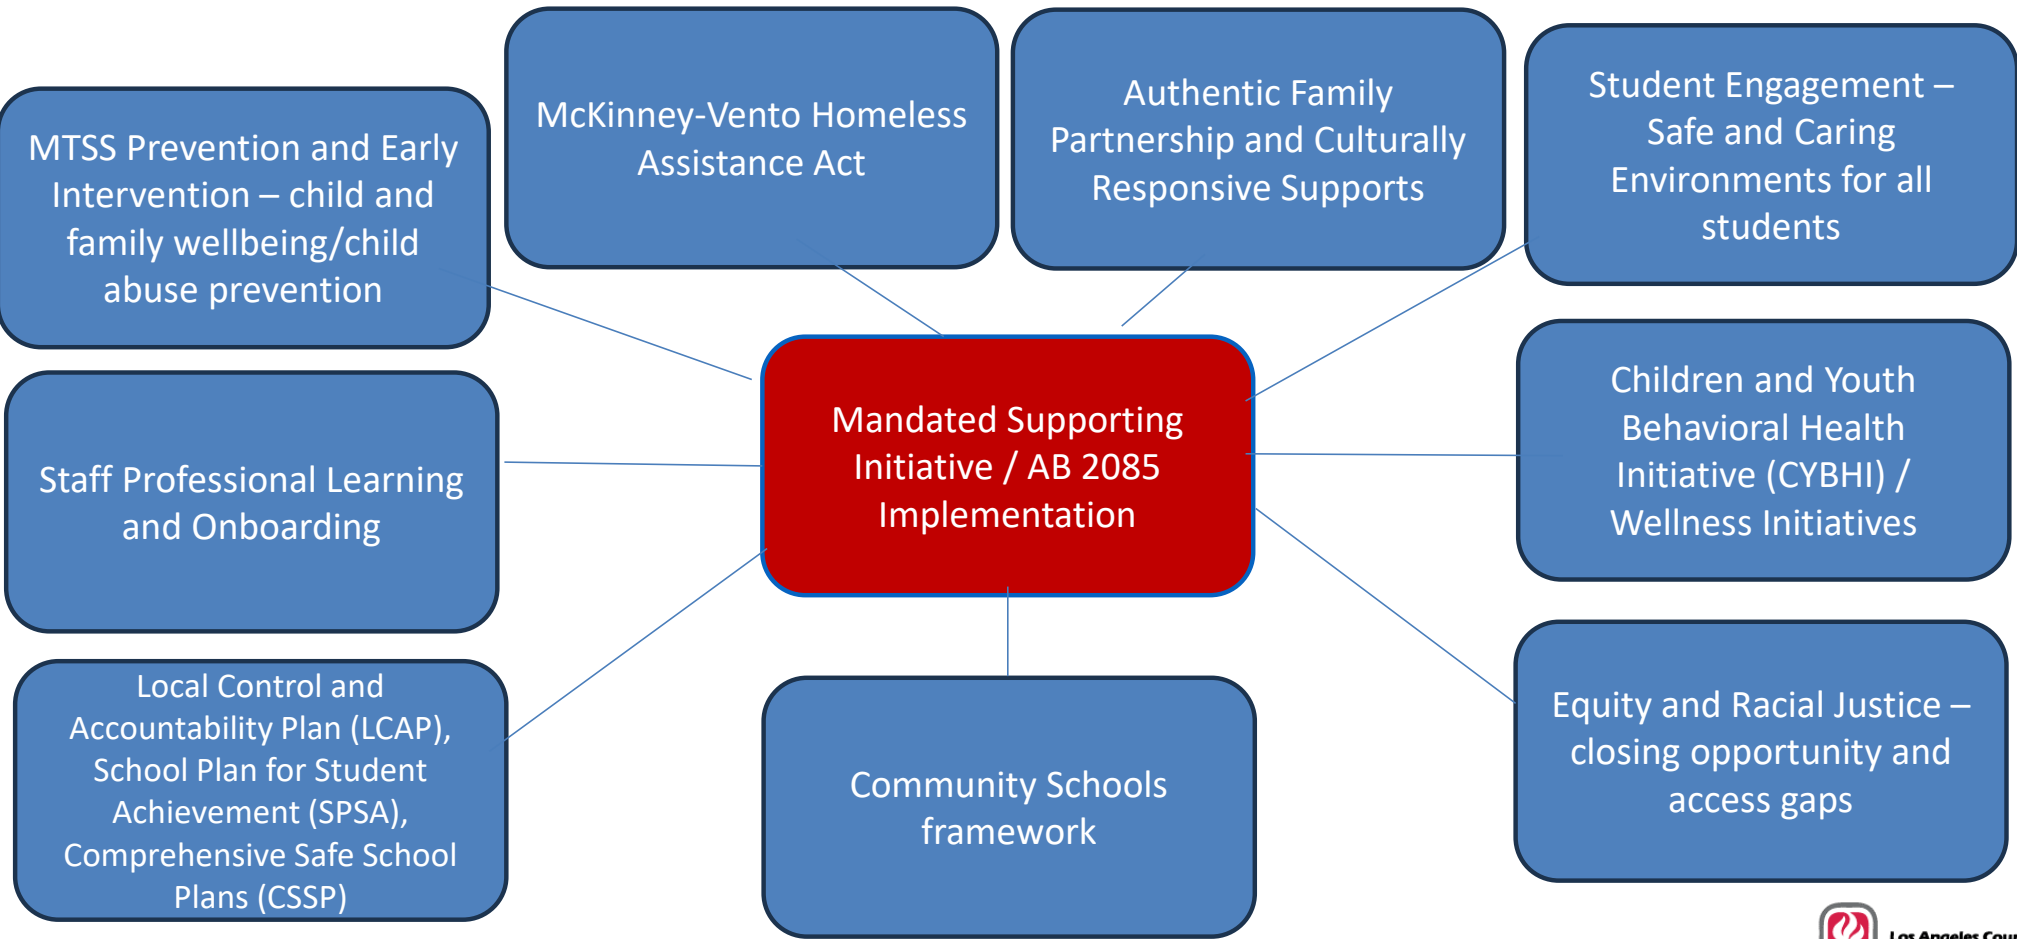 MTSS Prevention and Early
Intervention – child and
family wellbeing/child
abuse prevention
McKinney-Vento Homeless
Assistance Act
Authentic Family
Partnership and Culturally
Responsive Supports
Student Engagement –
Safe and Caring
Environments for all
students
Staff Professional Learning
and Onboarding
Mandated Supporting
Initiative / AB 2085
Implementation
Children and Youth
Behavioral Health
Initiative (CYBHI) /
Wellness Initiatives
Local Control and
Accountability Plan (LCAP),
School Plan for Student
Achievement (SPSA),
Comprehensive Safe School
Plans (CSSP)
Community Schools
framework
Equity and Racial Justice –
closing opportunity and
access gaps
Los Angeles